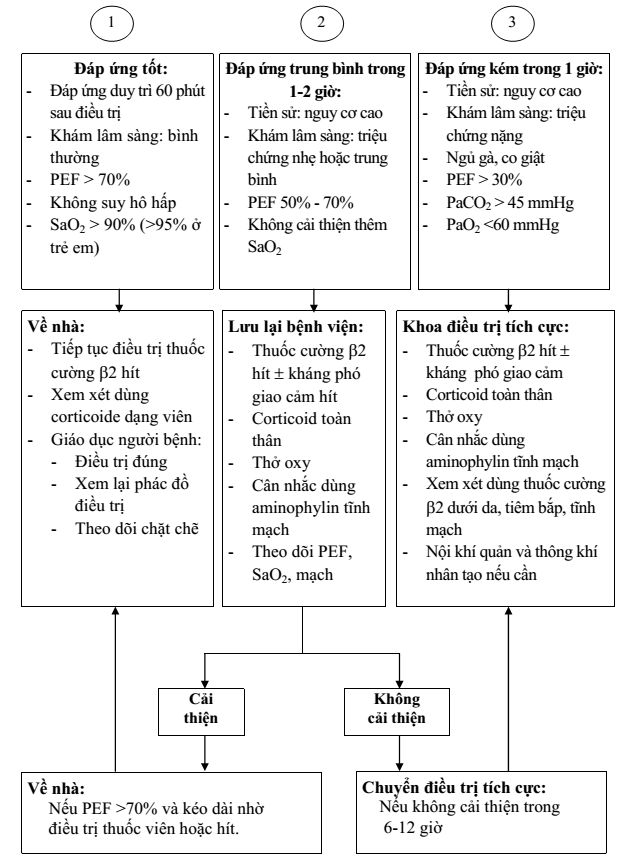 1
2
3
Đáp ứng tốt:
- Đáp ứng duy trì 60 phút
sau điều trị
- Khám lâm sàng: bình
thường
- PEF > 70%
- Không suy hô hấp
- SaO₂ > 90% (>95% ở
trẻ em)
Đáp ứng trung bình trong
1-2 giờ:
- Tiền sử: nguy cơ cao
- Khám lâm sàng: triệu
chứng nhẹ hoặc trung
bình
- PEF 50% - 70%
- Không cải thiện thêm
SaO₂
Đáp ứng kém trong 1 giờ:
- Tiền sử: nguy cơ cao
- Khám lâm sàng: triệu
chứng nặng
- Ngủ gà, co giật
- PEF > 30%
- PaCO₂ > 45 mmHg
- PaO₂ <60 mmHg
Về nhà:
- Tiếp tục điều trị thuốc
cường β2 hít
- Xem xét dùng
corticoide dạng viên
- Giáo dục người bệnh:
- Điều trị đúng
- Xem lại phác đồ
điều trị
- Theo dõi chặt chẽ
Lưu lại bệnh viện:
- Thuốc cường β2
hít ± kháng phó
giao cảm hít
- Corticoid toàn
thân
- Thở oxy
- Cân nhắc dùng
aminophylin tĩnh
mạch
- Theo dõi PEF,
SaO₂, mạch
Khoa điều trị tích cực:
- Thuốc cường β2 hít ±
kháng phó giao cảm
- Corticoid toàn thân
- Thở oxy
- Cân nhắc dùng
aminophylin tĩnh mạch
- Xem xét dùng thuốc cường
β2 dưới da, tiêm bắp, tĩnh
mạch
- Nội khí quản và thông khí
nhân tạo nếu cần
Cải
thiện
Không
cải thiện
Về nhà:
Nếu PEF >70% và kéo dài nhờ
điều trị thuốc viên hoặc hít.
Chuyển điều trị tích cực:
Nếu không cải thiện trong
6-12 giờ